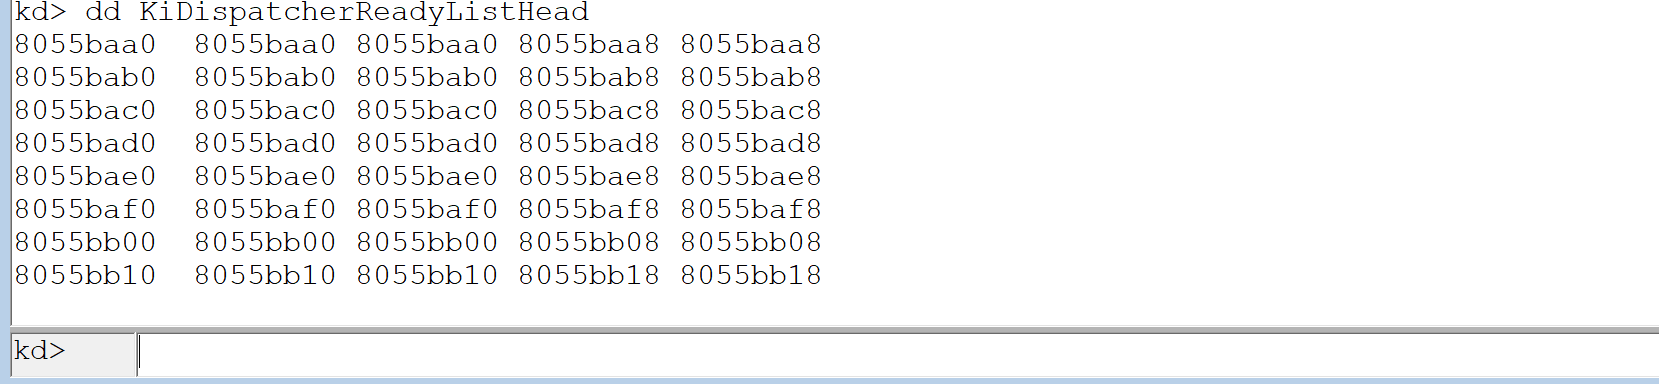 kd> dd KiDispatcherReadyListHead
8055baa0  8055baa0 8055baa0 8055baa8 8055baa8
8055bab0  8055bab0 8055bab0 8055bab8 8055bab8
8055bac0  8055bac0 8055bac0 8055bac8 8055bac8
8055bad0  8055bad0 8055bad0 8055bad8 8055bad8
8055bae0  8055bae0 8055bae0 8055bae8 8055bae8
8055baf0  8055baf0 8055baf0 8055baf8 8055baf8
8055bb00  8055bb00 8055bb00 8055bb08 8055bb08
8055bb10  8055bb10 8055bb10 8055bb18 8055bb18
kd>